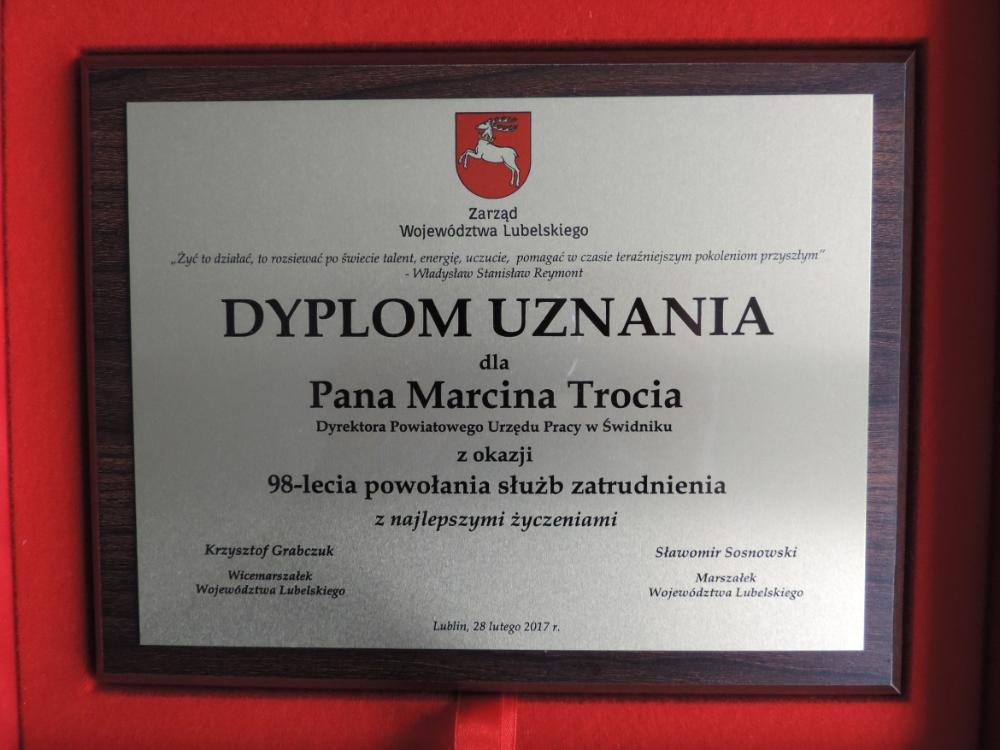 Zarząd
Województwa Lubelskiego
„Żyć to działać, to rozsiewać po świecie talent, energię, uczucie, pomagać w czasie teraźniejszym pokoleniom przyszłym”
- Władysław Stanisław Reymont
DYPLOM UZNANIA
dla
Pana Marcina Trocia
Dyrektora Powiatowego Urzędu Pracy w Świdniku
z okazji
98-lecia powołania służb zatrudnienia
z najlepszymi życzeniami
Krzysztof Grabczuk
Wicemarszałek
Województwa Lubelskiego
Sławomir Sosnowski
Marszałek
Województwa Lubelskiego
Lublin, 28 lutego 2017 r.